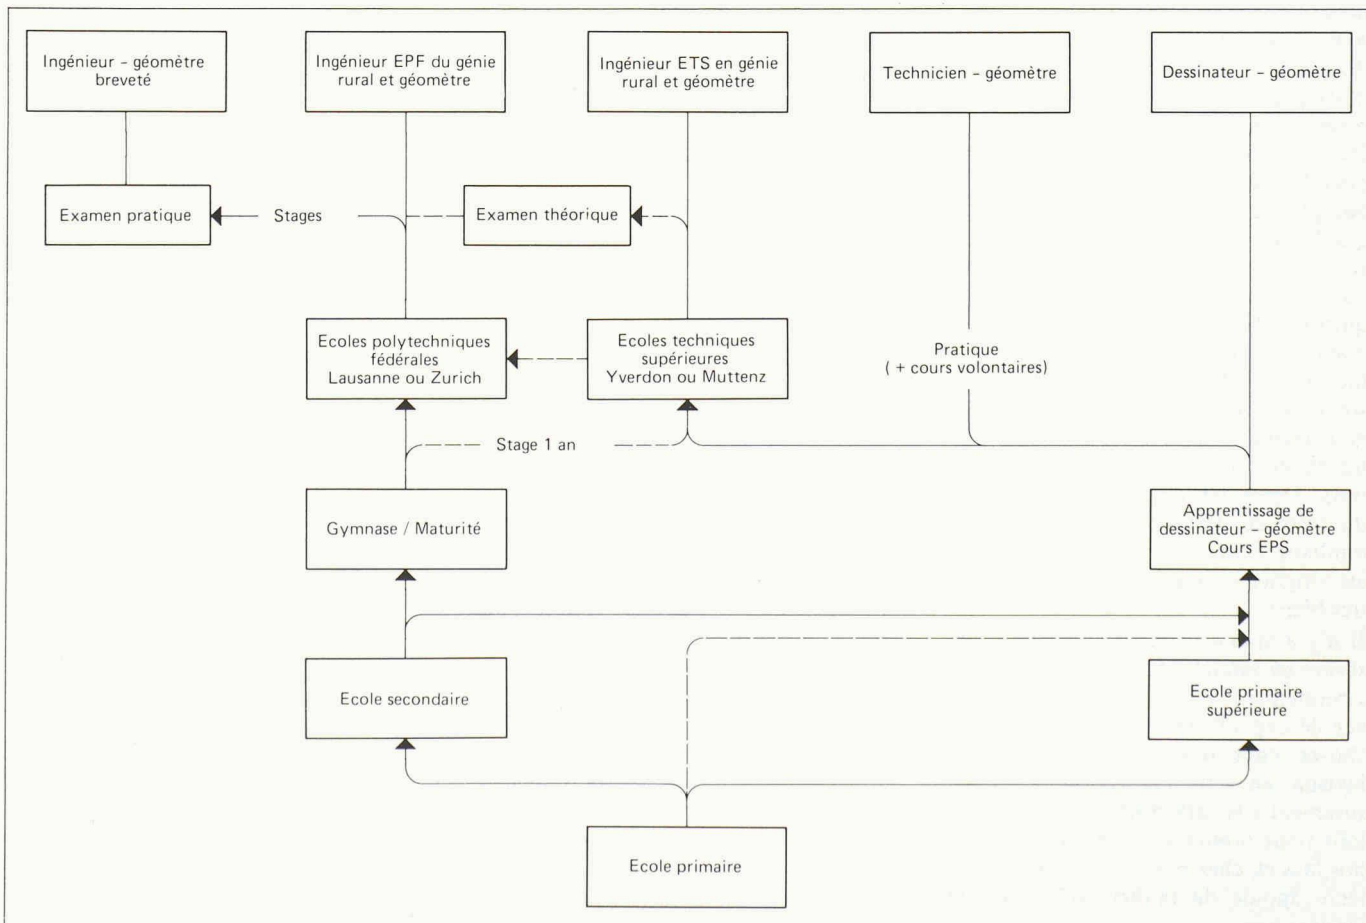 Ingénieur – géomètre
breveté
Ingénieur EPF du génie
rural et géomètre
Ingénieur ETS en génie
rural et géomètre
Technicien – géomètre
Dessinateur – géomètre
Examen pratique
Stages
Examen théorique
Ecoles polytechniques
fédérales
Lausanne ou Zurich
Ecoles techniques
supérieures
Yverdon ou Muttenz
Pratique
( + cours volontaires)
Stage 1 an
Gymnase / Maturité
Apprentissage de
dessinateur – géomètre
Cours EPS
Ecole secondaire
Ecole primaire
supérieure
Ecole primaire